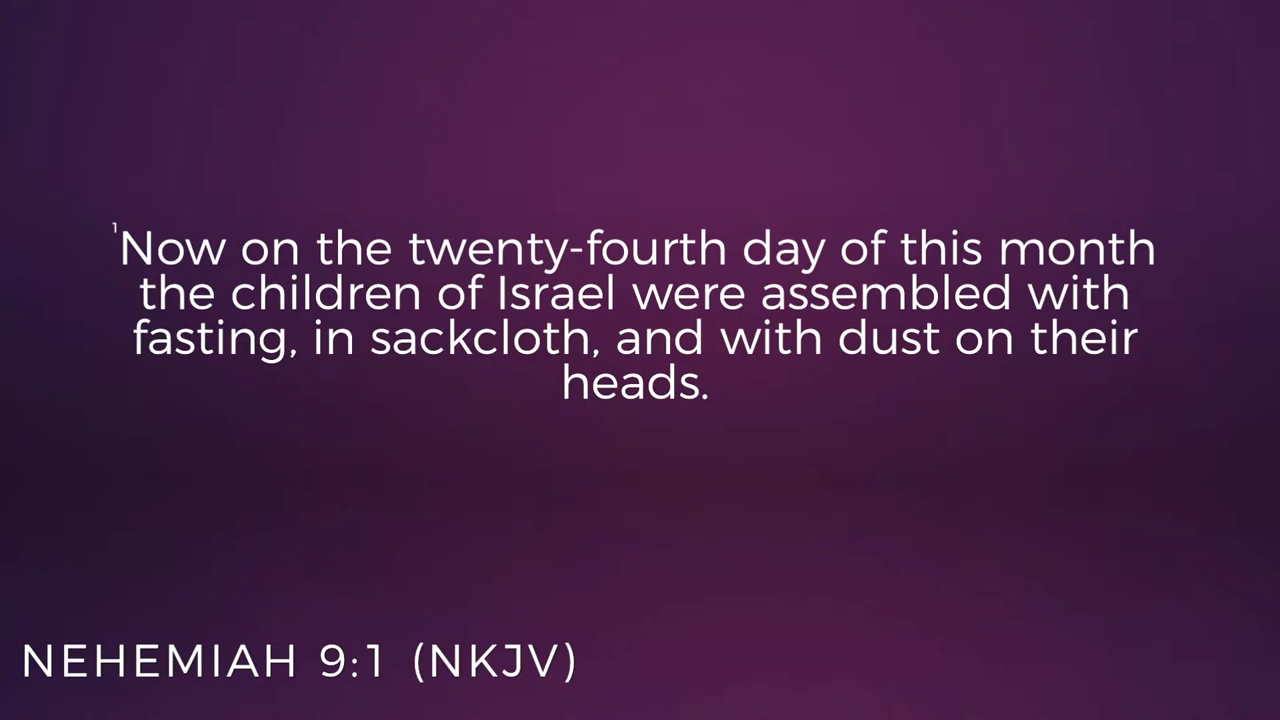 ¹Now on the twenty-fourth day of this month
the children of Israel were assembled with
fasting, in sackcloth, and with dust on their
heads.
NEHEMIAH 9:1 (NKJV)